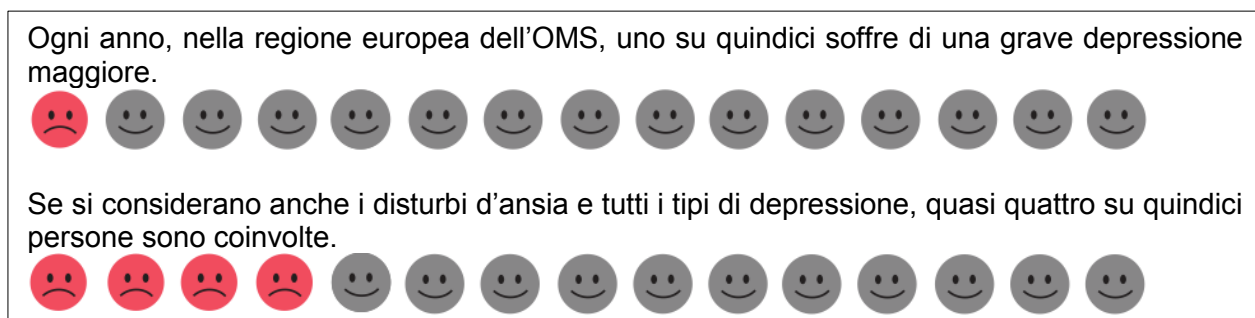 Ogni anno, nella regione europea dell’OMS, uno su quindici soffre di una grave depressione
maggiore.
Se si considerano anche i disturbi d’ansia e tutti i tipi di depressione, quasi quattro su quindici
persone sono coinvolte.